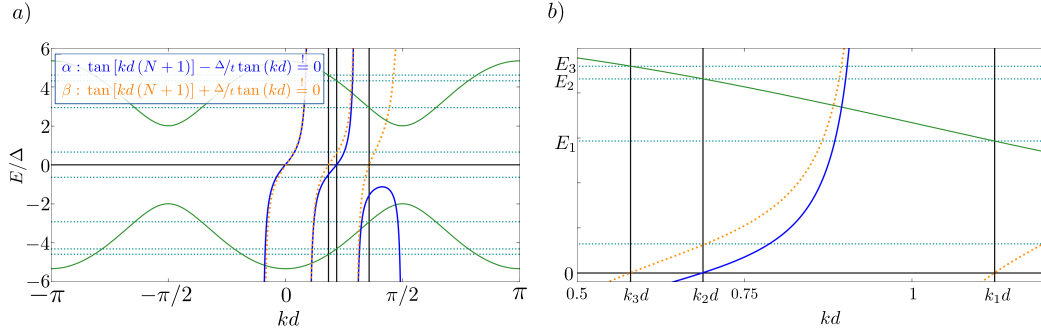 a)
b)
α : tan [kd (N + 1)] − Δ/t tan (kd) != 0
β : tan [kd (N + 1)] + Δ/t tan (kd) != 0
E/Δ
6
4
2
0
−2
−4
−6
−π
−π/2
0
π/2
π
kd
E₃
E₂
E₁
0
0.5
k₃d
k₂d
0.75
1
k₁d
kd